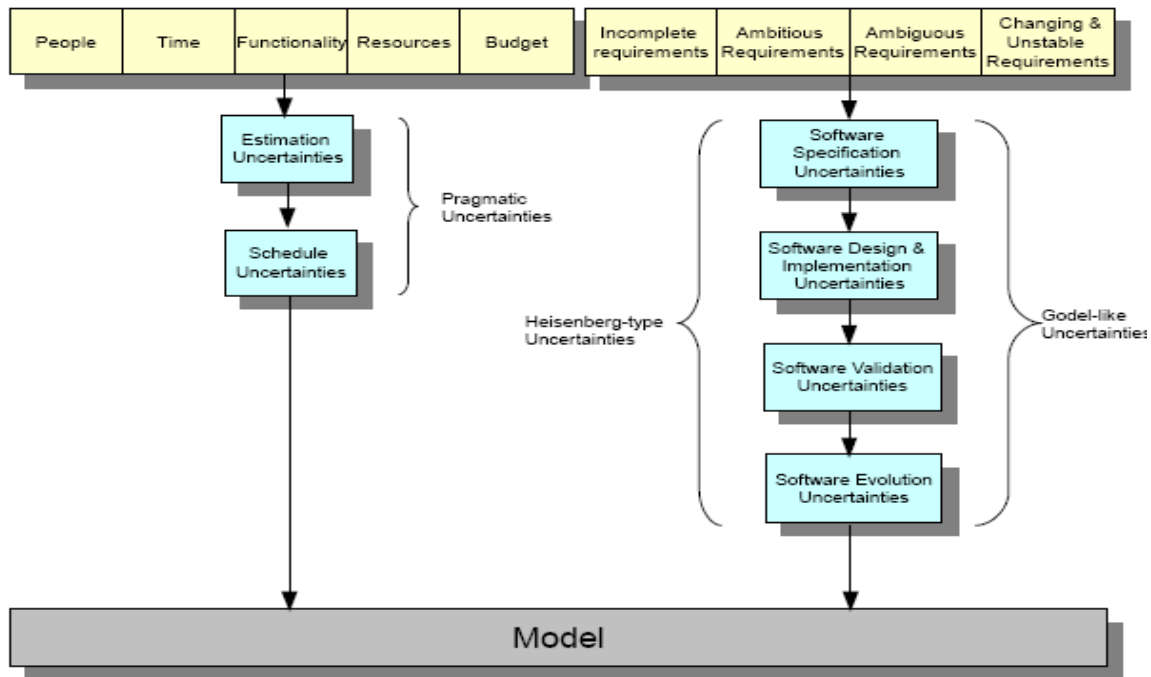 People
Time
Functionality
Resources
Budget
Incomplete
requirements
Ambitious
Requirements
Ambiguous
Requirements
Changing &
Unstable
Requirements
Estimation
Uncertainties
Schedule
Uncertainties
Pragmatic
Uncertainties
Software
Specification
Uncertainties
Software Design &
Implementation
Uncertainties
Software Validation
Uncertainties
Software Evolution
Uncertainties
Heisenberg-type
Uncertainties
Godel-like
Uncertainties
Model